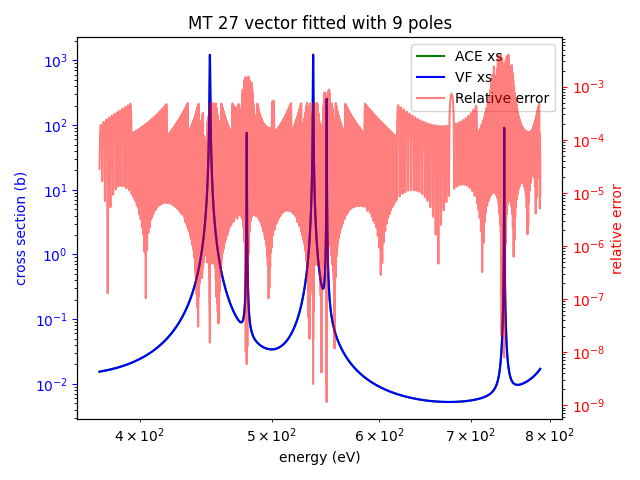 MT 27 vector fitted with 9 poles
ACE xs
VF xs
Relative error
10³
10²
10¹
10⁰
10⁻¹
10⁻²
cross section (b)
10⁻³
10⁻⁴
10⁻⁵
10⁻⁶
10⁻⁷
10⁻⁸
10⁻⁹
relative error
4 × 10² 5 × 10² 6 × 10² 7 × 10² 8 × 10²
energy (eV)